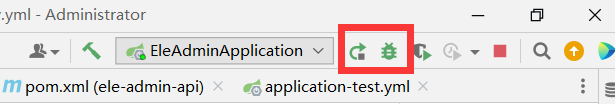 .yml - Administrator
EleAdminApplication
pom.xml (ele-admin-api)
application-test.yml